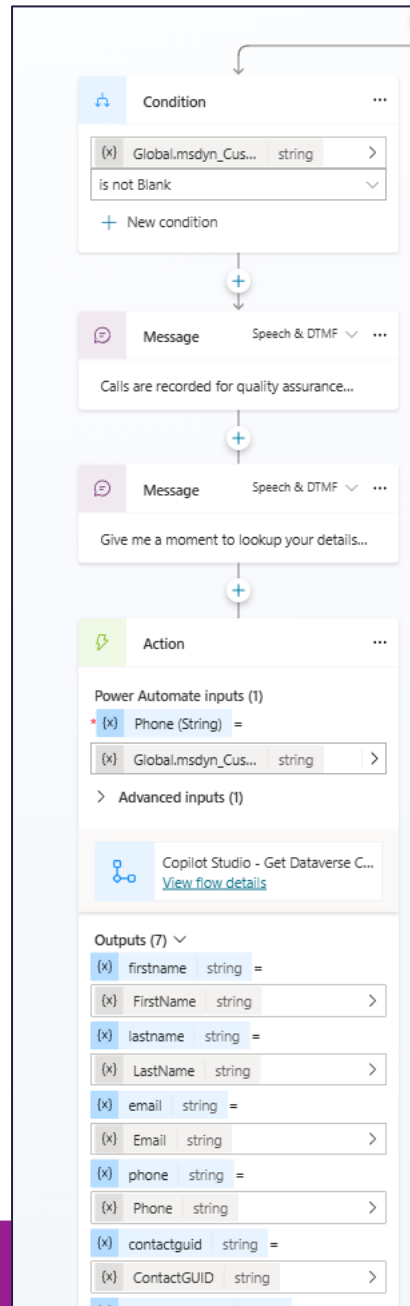 Condition
{x} Global.msdyn_Cus... string
is not Blank
New condition
Message Speech & DTMF
Calls are recorded for quality assurance...
Message Speech & DTMF
Give me a moment to lookup your details...
Action
Power Automate inputs (1)
* {x} Phone (String) =
{x} Global.msdyn_Cus... string
Advanced inputs (1)
Copilot Studio - Get Dataverse C...
View flow details
Outputs (7)
{x} firstname string =
{x} FirstName string
{x} lastname string =
{x} LastName string
{x} email string =
{x} Email string
{x} phone string =
{x} Phone string
{x} contactguid string =
{x} ContactGUID string